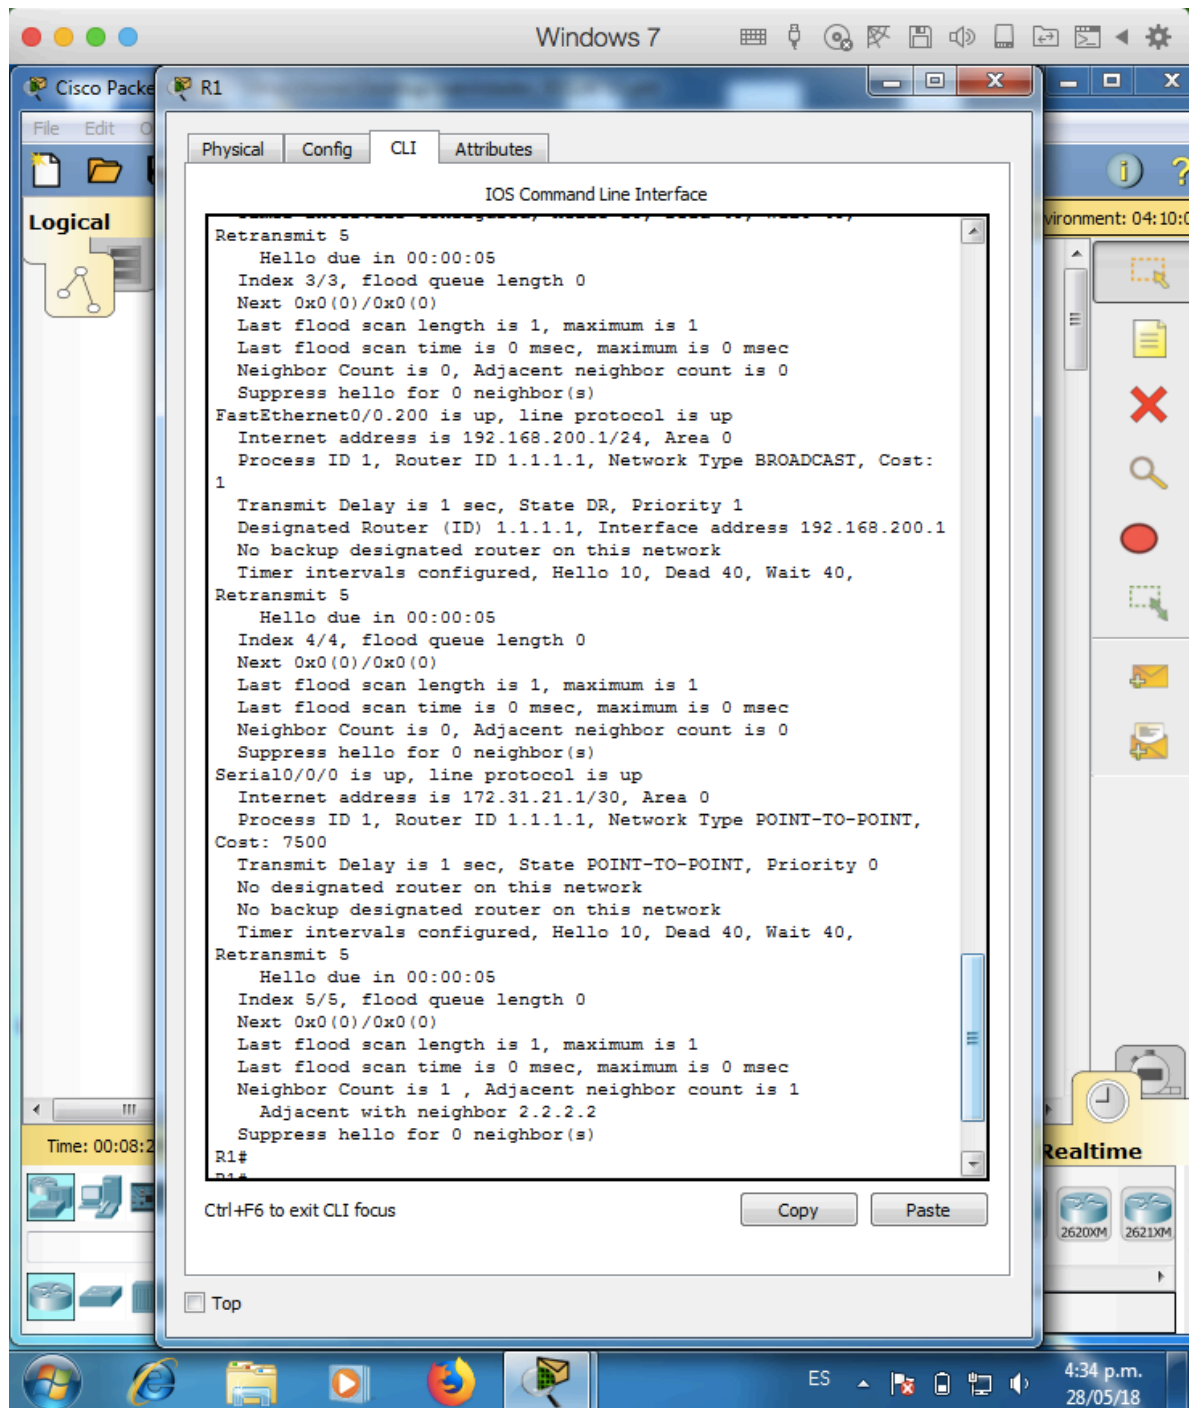 Windows 7
Cisco Packe
R1
File Edit O
Physical Config CLI Attributes
IOS Command Line Interface
Logical
vironment: 04:10:0
Retransmit 5
Hello due in 00:00:05
Index 3/3, flood queue length 0
Next 0x0(0)/0x0(0)
Last flood scan length is 1, maximum is 1
Last flood scan time is 0 msec, maximum is 0 msec
Neighbor Count is 0, Adjacent neighbor count is 0
Suppress hello for 0 neighbor(s)
FastEthernet0/0.200 is up, line protocol is up
Internet address is 192.168.200.1/24, Area 0
Process ID 1, Router ID 1.1.1.1, Network Type BROADCAST, Cost:
1
Transmit Delay is 1 sec, State DR, Priority 1
Designated Router (ID) 1.1.1.1, Interface address 192.168.200.1
No backup designated router on this network
Timer intervals configured, Hello 10, Dead 40, Wait 40,
Retransmit 5
Hello due in 00:00:05
Index 4/4, flood queue length 0
Next 0x0(0)/0x0(0)
Last flood scan length is 1, maximum is 1
Last flood scan time is 0 msec, maximum is 0 msec
Neighbor Count is 0, Adjacent neighbor count is 0
Suppress hello for 0 neighbor(s)
Serial0/0/0 is up, line protocol is up
Internet address is 172.31.21.1/30, Area 0
Process ID 1, Router ID 1.1.1.1, Network Type POINT-TO-POINT,
Cost: 7500
Transmit Delay is 1 sec, State POINT-TO-POINT, Priority 0
No designated router on this network
No backup designated router on this network
Timer intervals configured, Hello 10, Dead 40, Wait 40,
Retransmit 5
Hello due in 00:00:05
Index 5/5, flood queue length 0
Next 0x0(0)/0x0(0)
Last flood scan length is 1, maximum is 1
Last flood scan time is 0 msec, maximum is 0 msec
Neighbor Count is 1 , Adjacent neighbor count is 1
Adjacent with neighbor 2.2.2.2
Suppress hello for 0 neighbor(s)
R1#
R1#
Time: 00:08:2
Realtime
Ctrl+F6 to exit CLI focus
Copy Paste
2620XM 2621XM
Top
ES
4:34 p.m.
28/05/18